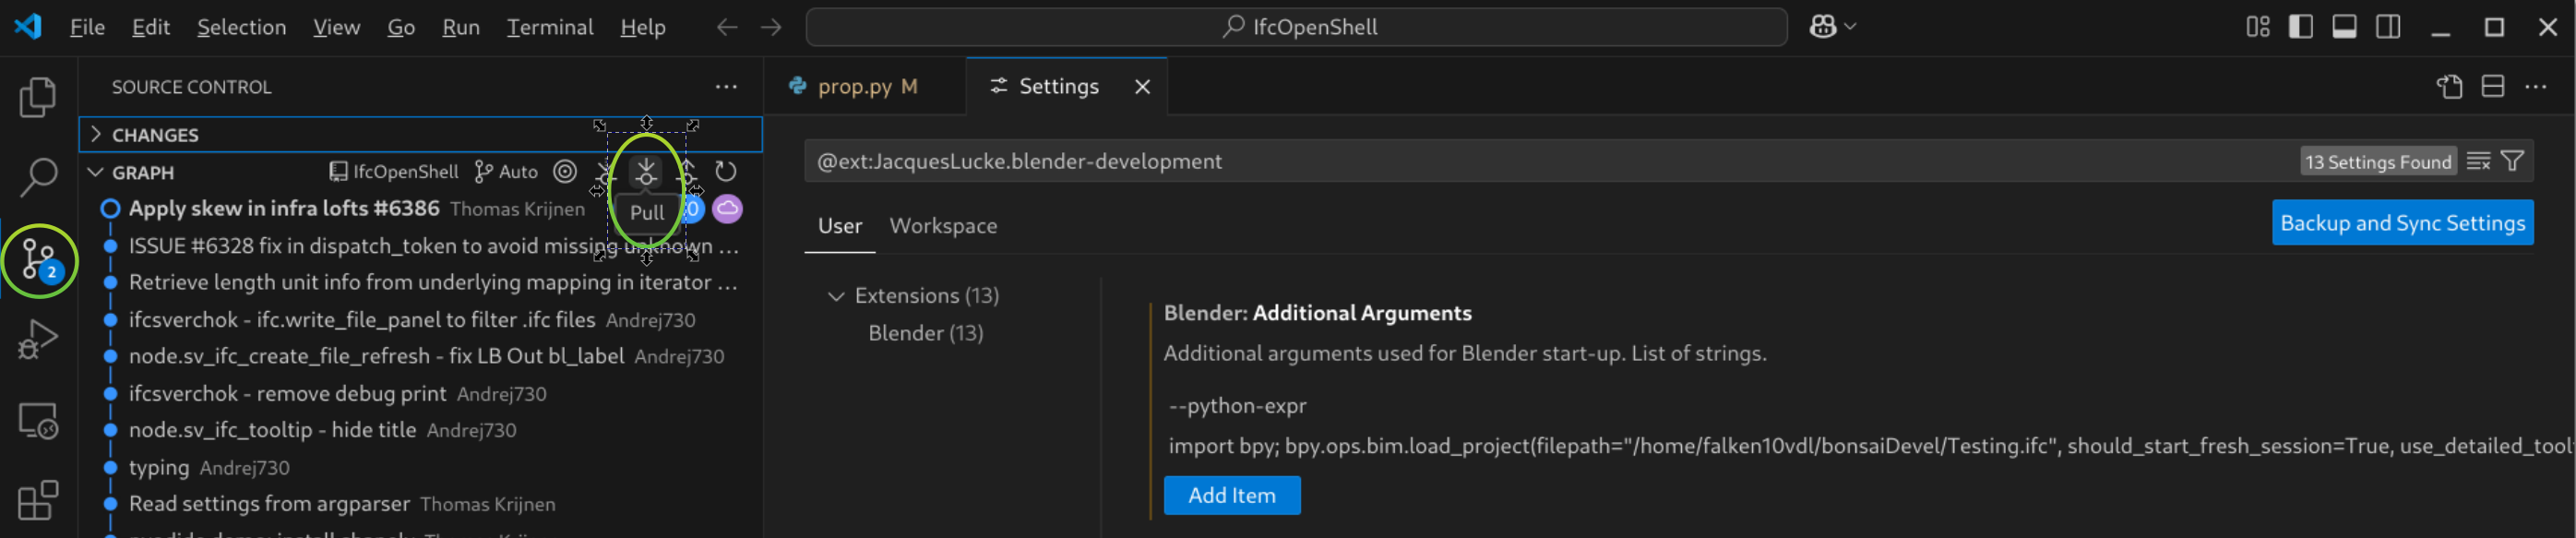 File Edit Selection View Go Run Terminal Help
IfcOpenShell
SOURCE CONTROL
prop.py M
Settings
CHANGES
GRAPH IfcOpenShell Auto
Pull
Apply skew in infra lofts #6386 Thomas Krijnen
ISSUE #6328 fix in dispatch_token to avoid missing unknown ...
Retrieve length unit info from underlying mapping in iterator ...
ifcsverchok - ifc.write_file_panel to filter .ifc files Andrej730
node.sv_ifc_create_file_refresh - fix LB Out bl_label Andrej730
ifcsverchok - remove debug print Andrej730
node.sv_ifc_tooltip - hide title Andrej730
typing Andrej730
Read settings from argparser Thomas Krijnen
2
@ext:JacquesLucke.blender-development
13 Settings Found
User Workspace
Backup and Sync Settings
Extensions (13)
Blender (13)
Blender: Additional Arguments
Additional arguments used for Blender start-up. List of strings.
--python-expr
import bpy; bpy.ops.bim.load_project(filepath="/home/falken10vdl/bonsaiDevel/Testing.ifc", should_start_fresh_session=True, use_detailed_tool
Add Item